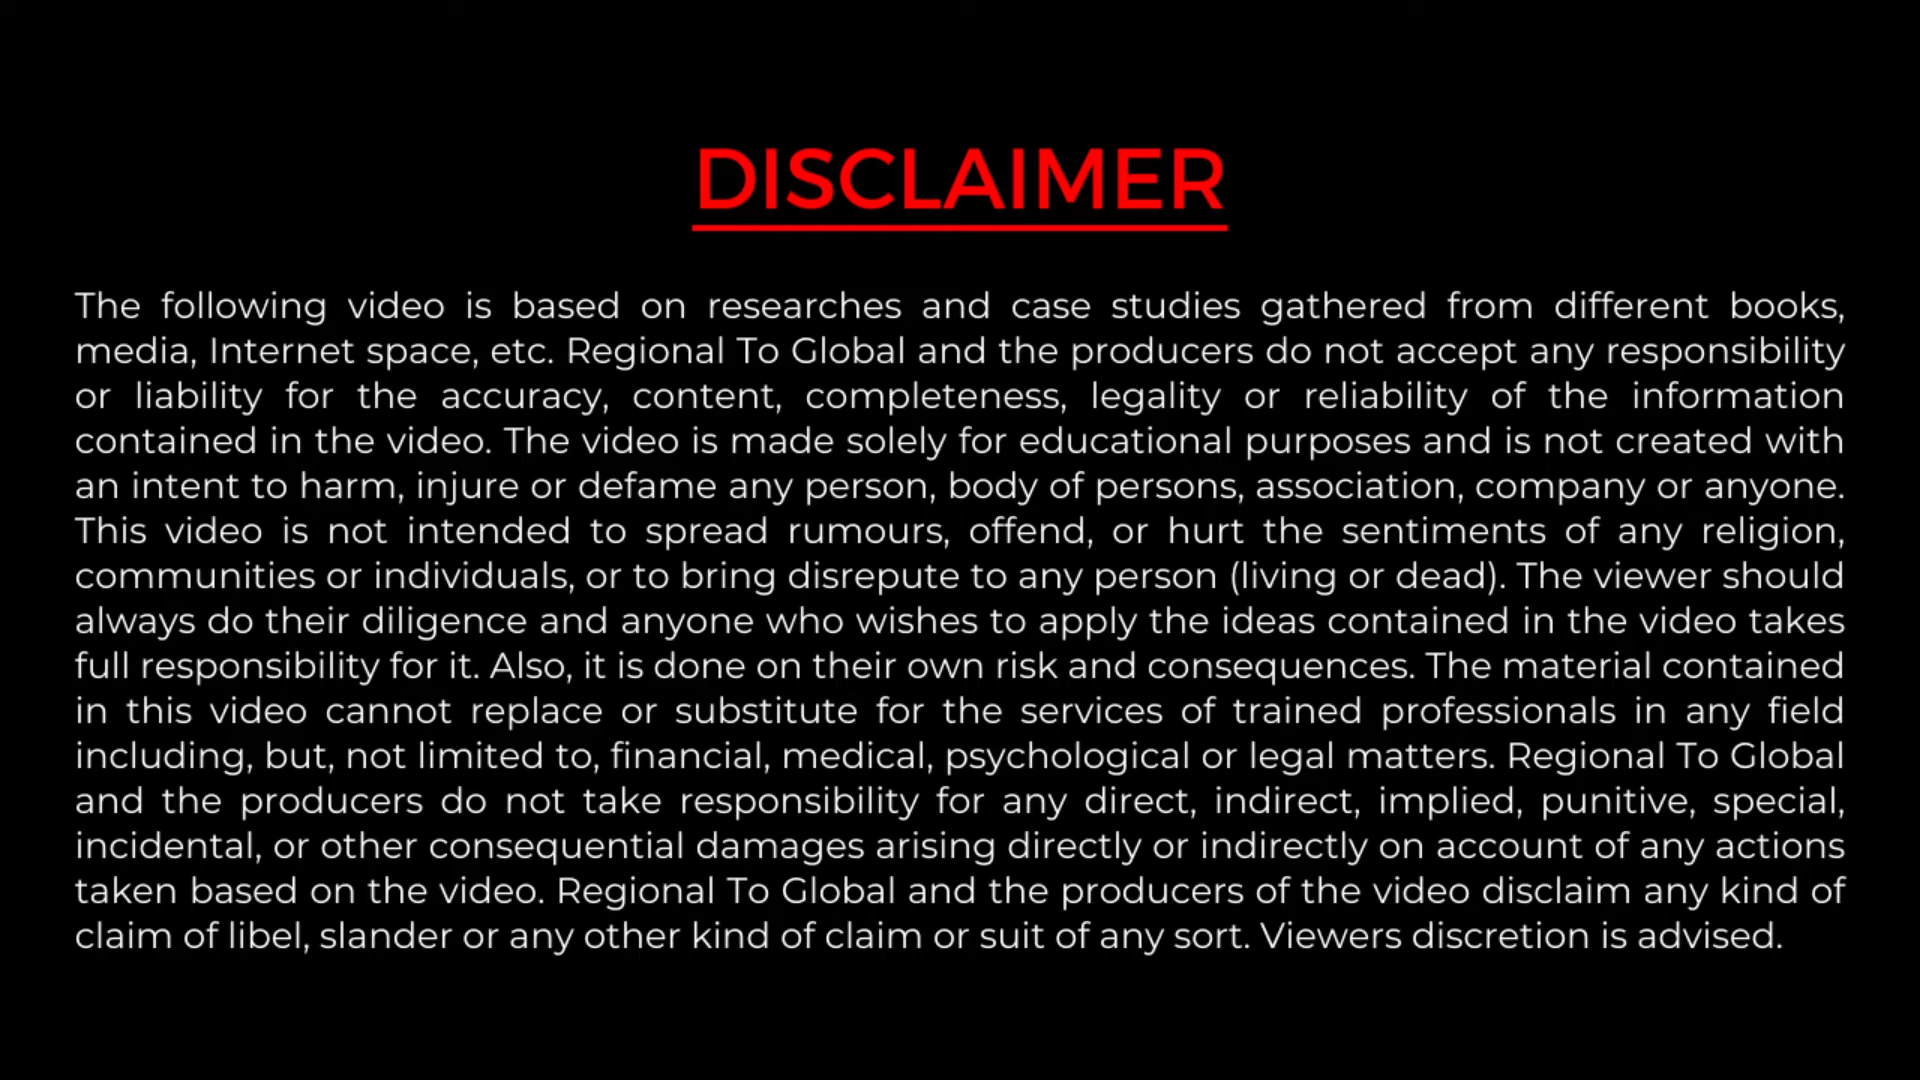 DISCLAIMER
The following video is based on researches and case studies gathered from different books,
media, Internet space, etc. Regional To Global and the producers do not accept any responsibility
or liability for the accuracy, content, completeness, legality or reliability of the information
contained in the video. The video is made solely for educational purposes and is not created with
an intent to harm, injure or defame any person, body of persons, association, company or anyone.
This video is not intended to spread rumours, offend, or hurt the sentiments of any religion,
communities or individuals, or to bring disrepute to any person (living or dead). The viewer should
always do their diligence and anyone who wishes to apply the ideas contained in the video takes
full responsibility for it. Also, it is done on their own risk and consequences. The material contained
in this video cannot replace or substitute for the services of trained professionals in any field
including, but, not limited to, financial, medical, psychological or legal matters. Regional To Global
and the producers do not take responsibility for any direct, indirect, implied, punitive, special,
incidental, or other consequential damages arising directly or indirectly on account of any actions
taken based on the video. Regional To Global and the producers of the video disclaim any kind of
claim of libel, slander or any other kind of claim or suit of any sort. Viewers discretion is advised.